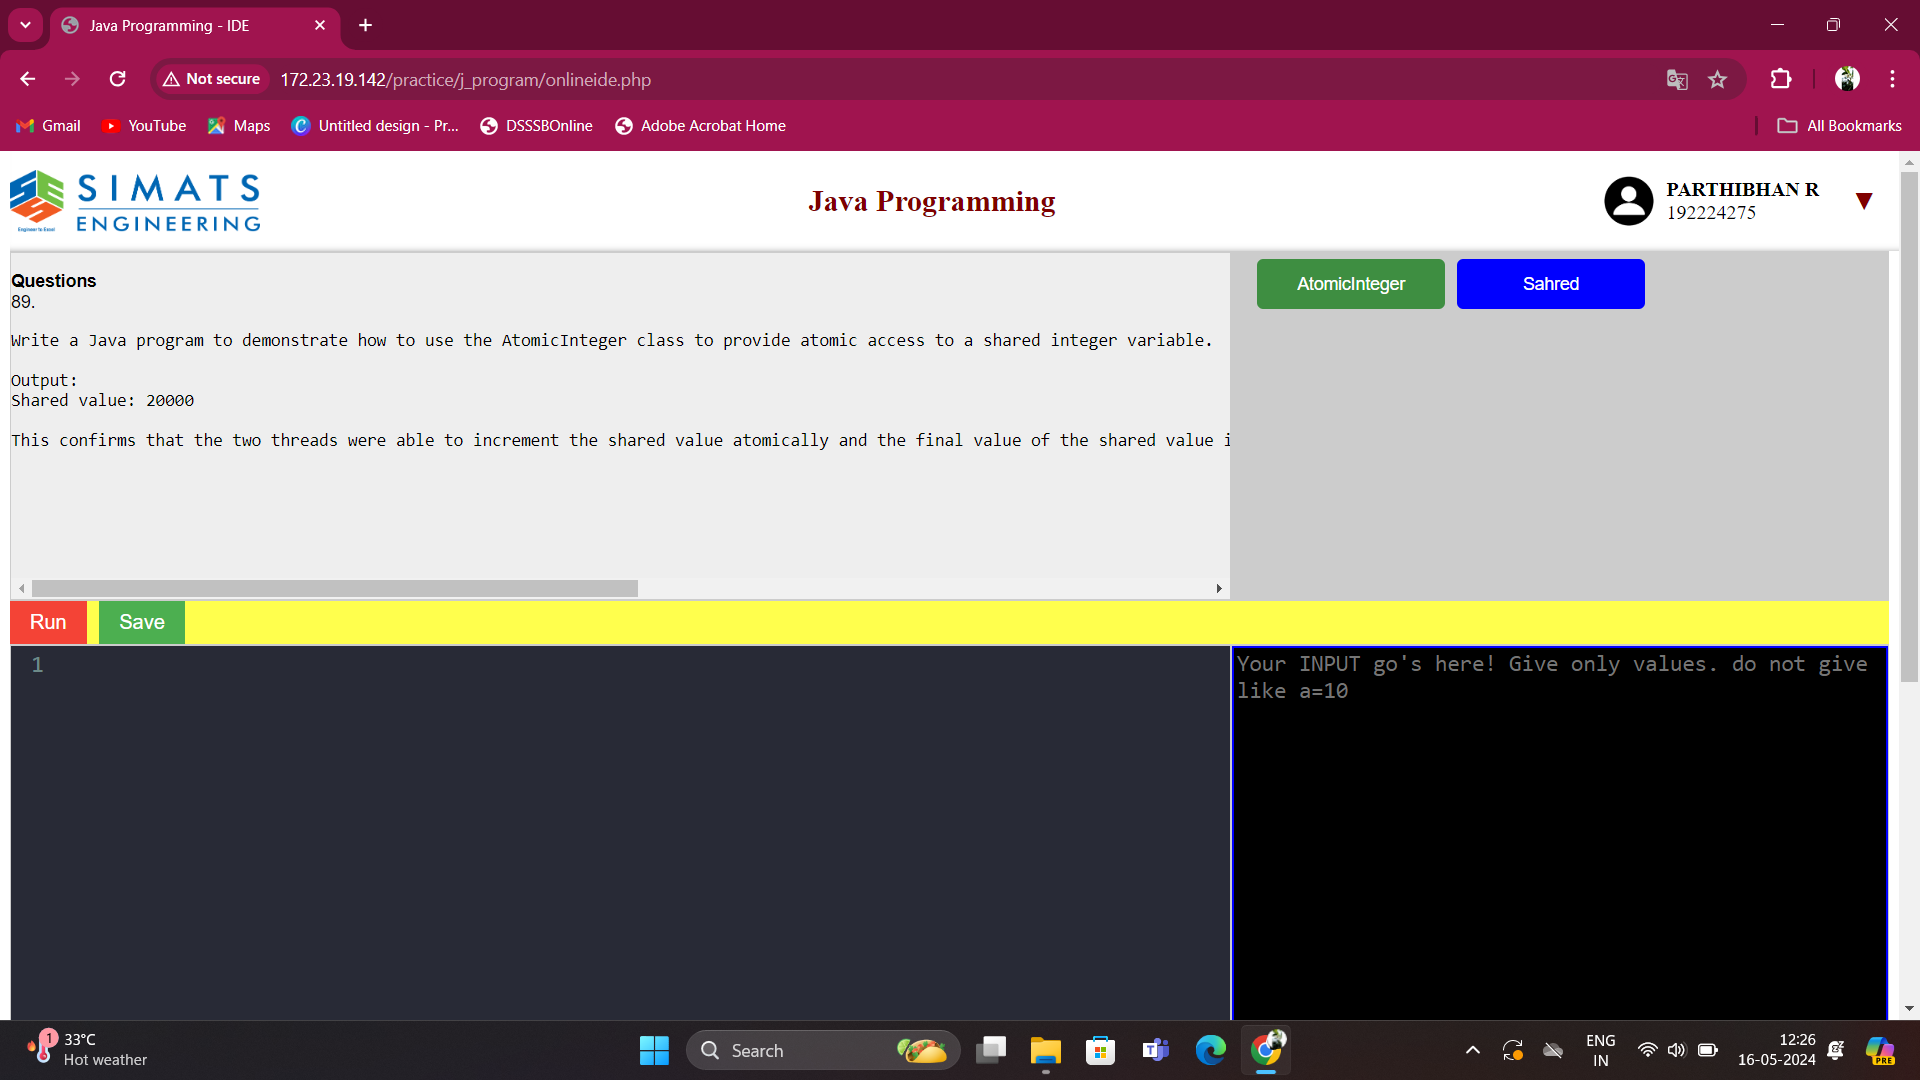 Java Programming - IDE
Not secure
172.23.19.142/practice/j_program/onlineide.php
Gmail
YouTube
Maps
Untitled design - Pr...
DSSSBOnline
Adobe Acrobat Home
All Bookmarks
SIMATS
ENGINEERING
Engineer to Excel
Java Programming
PARTHIBHAN R
192224275
Questions
89.
Write a Java program to demonstrate how to use the AtomicInteger class to provide atomic access to a shared integer variable.
Output:
Shared value: 20000
This confirms that the two threads were able to increment the shared value atomically and the final value of the shared value i
AtomicInteger
Sahred
Run
Save
1
Your INPUT go's here! Give only values. do not give
like a=10
1
33°C
Hot weather
Search
ENG
IN
12:26
16-05-2024
PRE